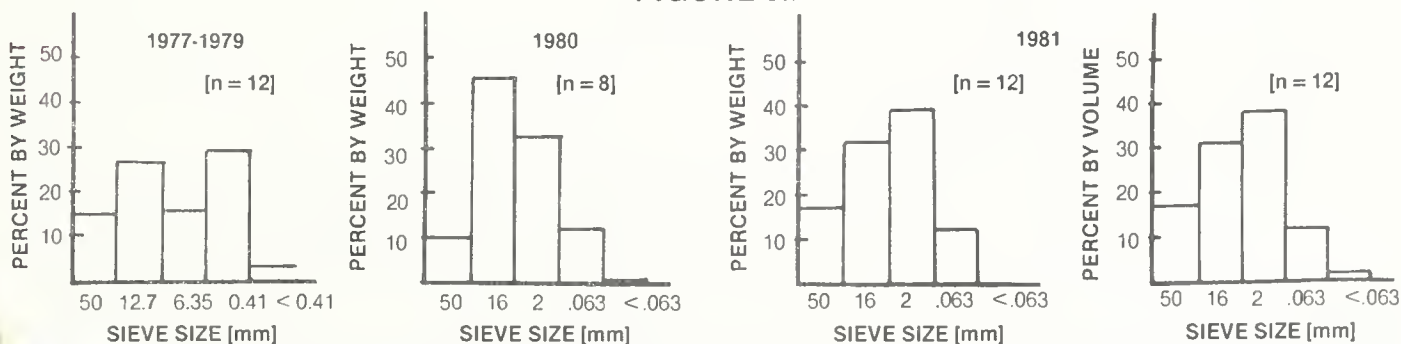 1977-1979
[n = 12]
PERCENT BY WEIGHT
50
40
30
20
10
50 12.7 6.35 0.41 < 0.41
SIEVE SIZE [mm]
1980
[n = 8]
PERCENT BY WEIGHT
50
40
30
20
10
50 16 2 .063 <.063
SIEVE SIZE [mm]
1981
[n = 12]
PERCENT BY WEIGHT
50
40
30
20
10
50 16 2 .063 <.063
SIEVE SIZE [mm]
[n = 12]
PERCENT BY VOLUME
50
40
30
20
10
50 16 2 .063 <.063
SIEVE SIZE [mm]